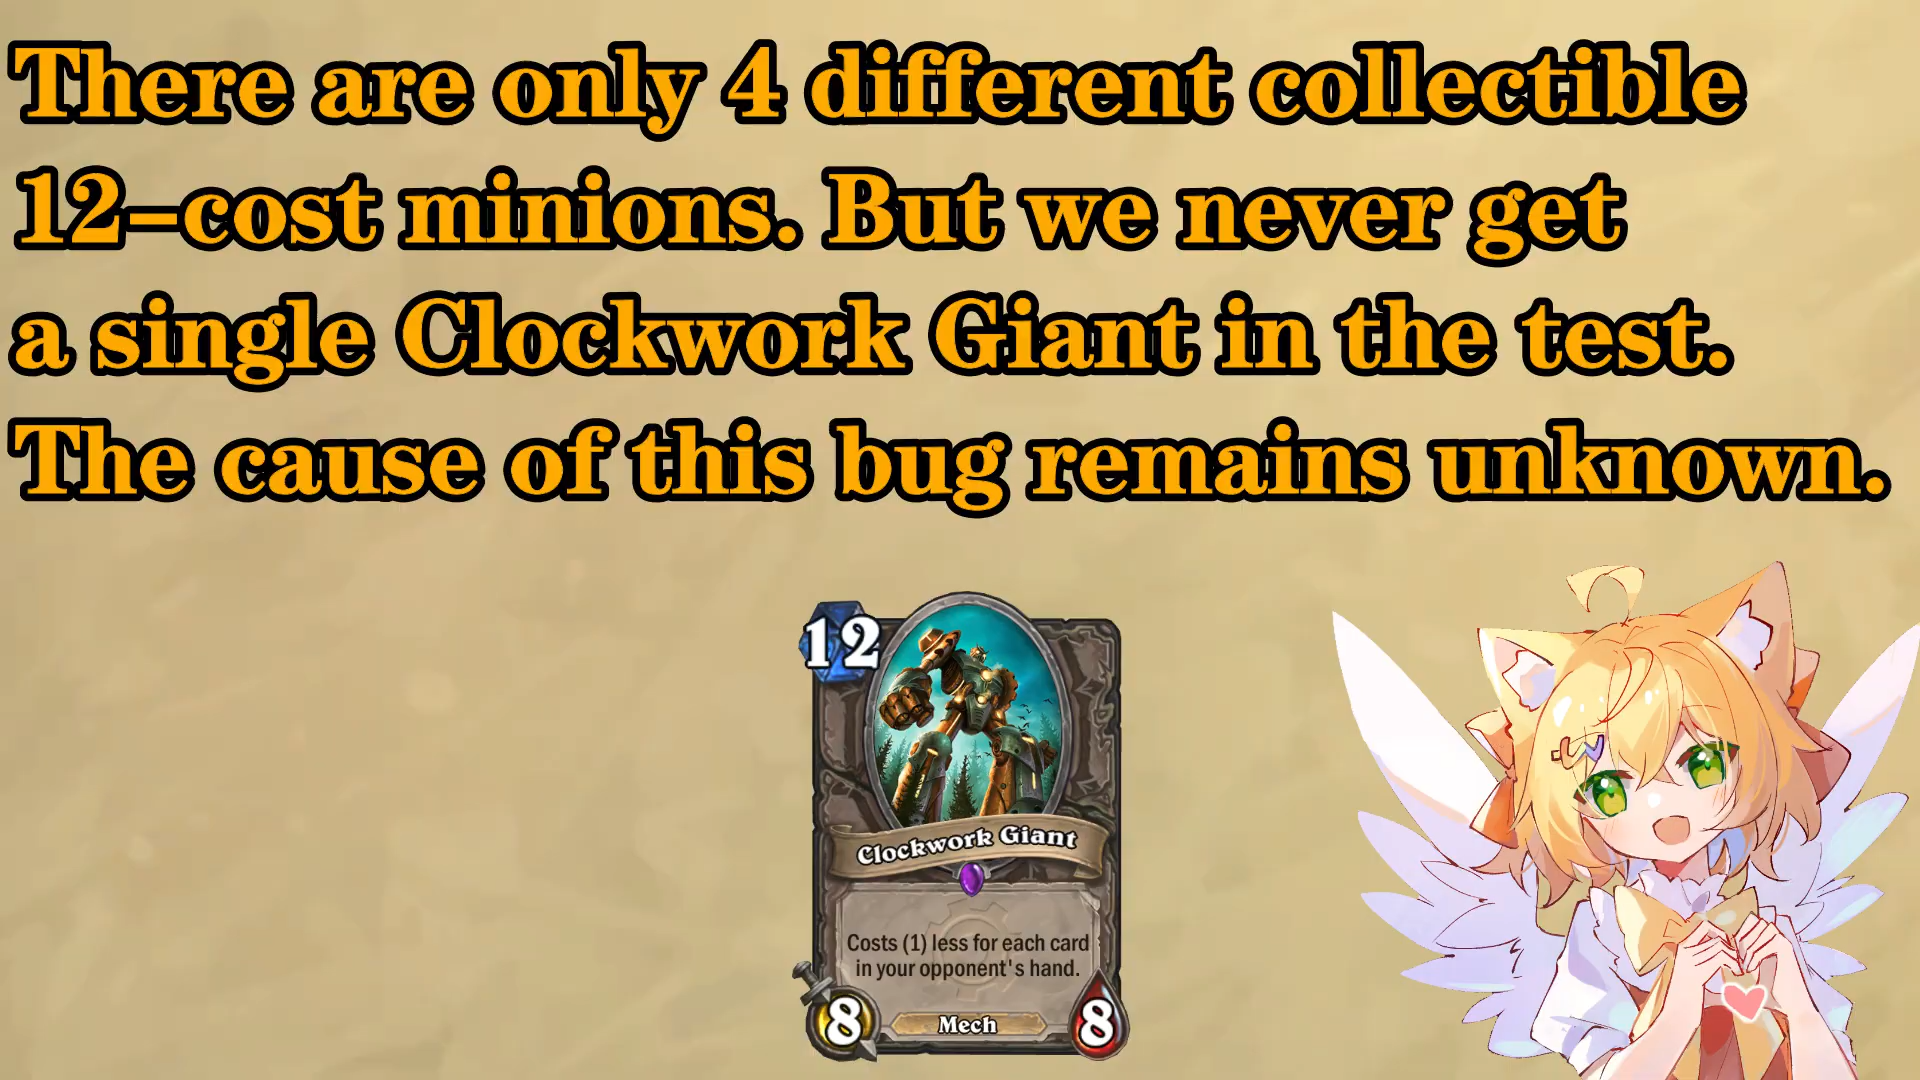 There are only 4 different collectible
12–cost minions. But we never get
a single Clockwork Giant in the test.
The cause of this bug remains unknown.
12
Clockwork Giant
Costs (1) less for each card
in your opponent's hand.
8
Mech
8